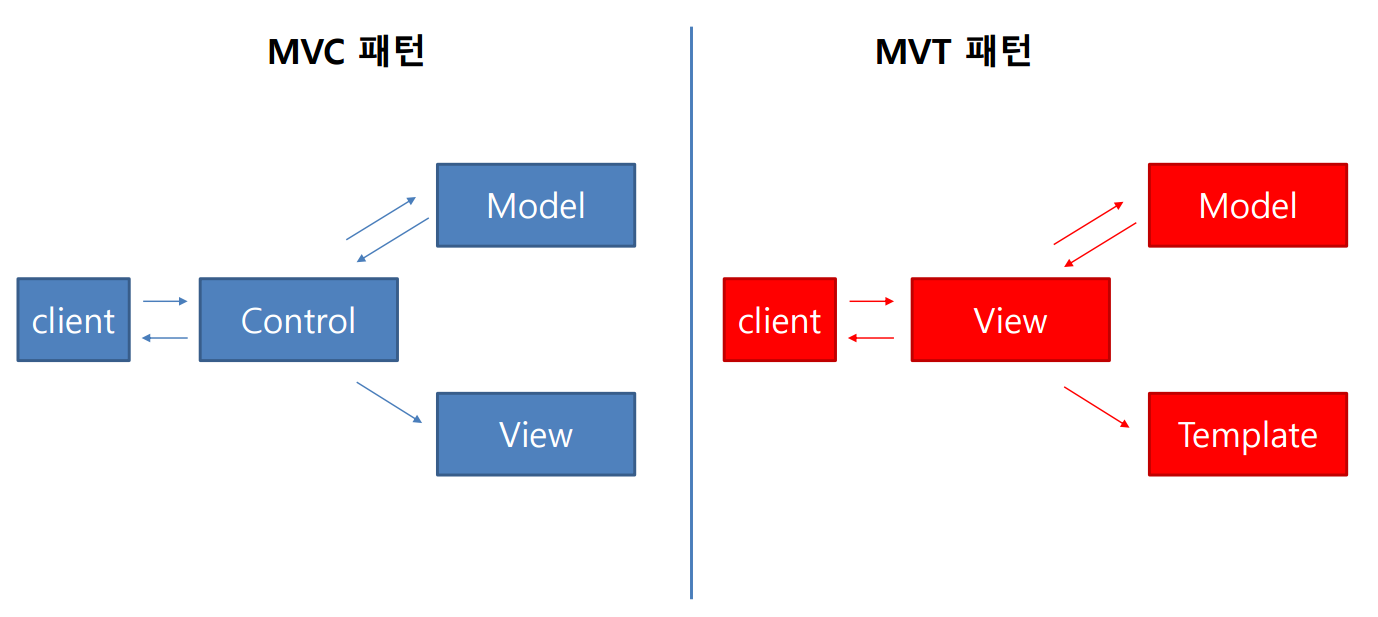 MVC 패턴
Model
client
Control
View
MVT 패턴
Model
client
View
Template